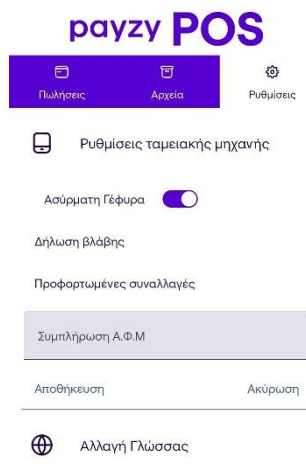 payzy POS
Πωλήσεις Αρχεία Ρυθμίσεις
Ρυθμίσεις ταμειακής μηχανής
Ασύρματη Γέφυρα
Δήλωση βλάβης
Προφορτωμένες συναλλαγές
Συμπλήρωση Α.Φ.Μ
Αποθήκευση Ακύρωση
Αλλαγή Γλώσσας